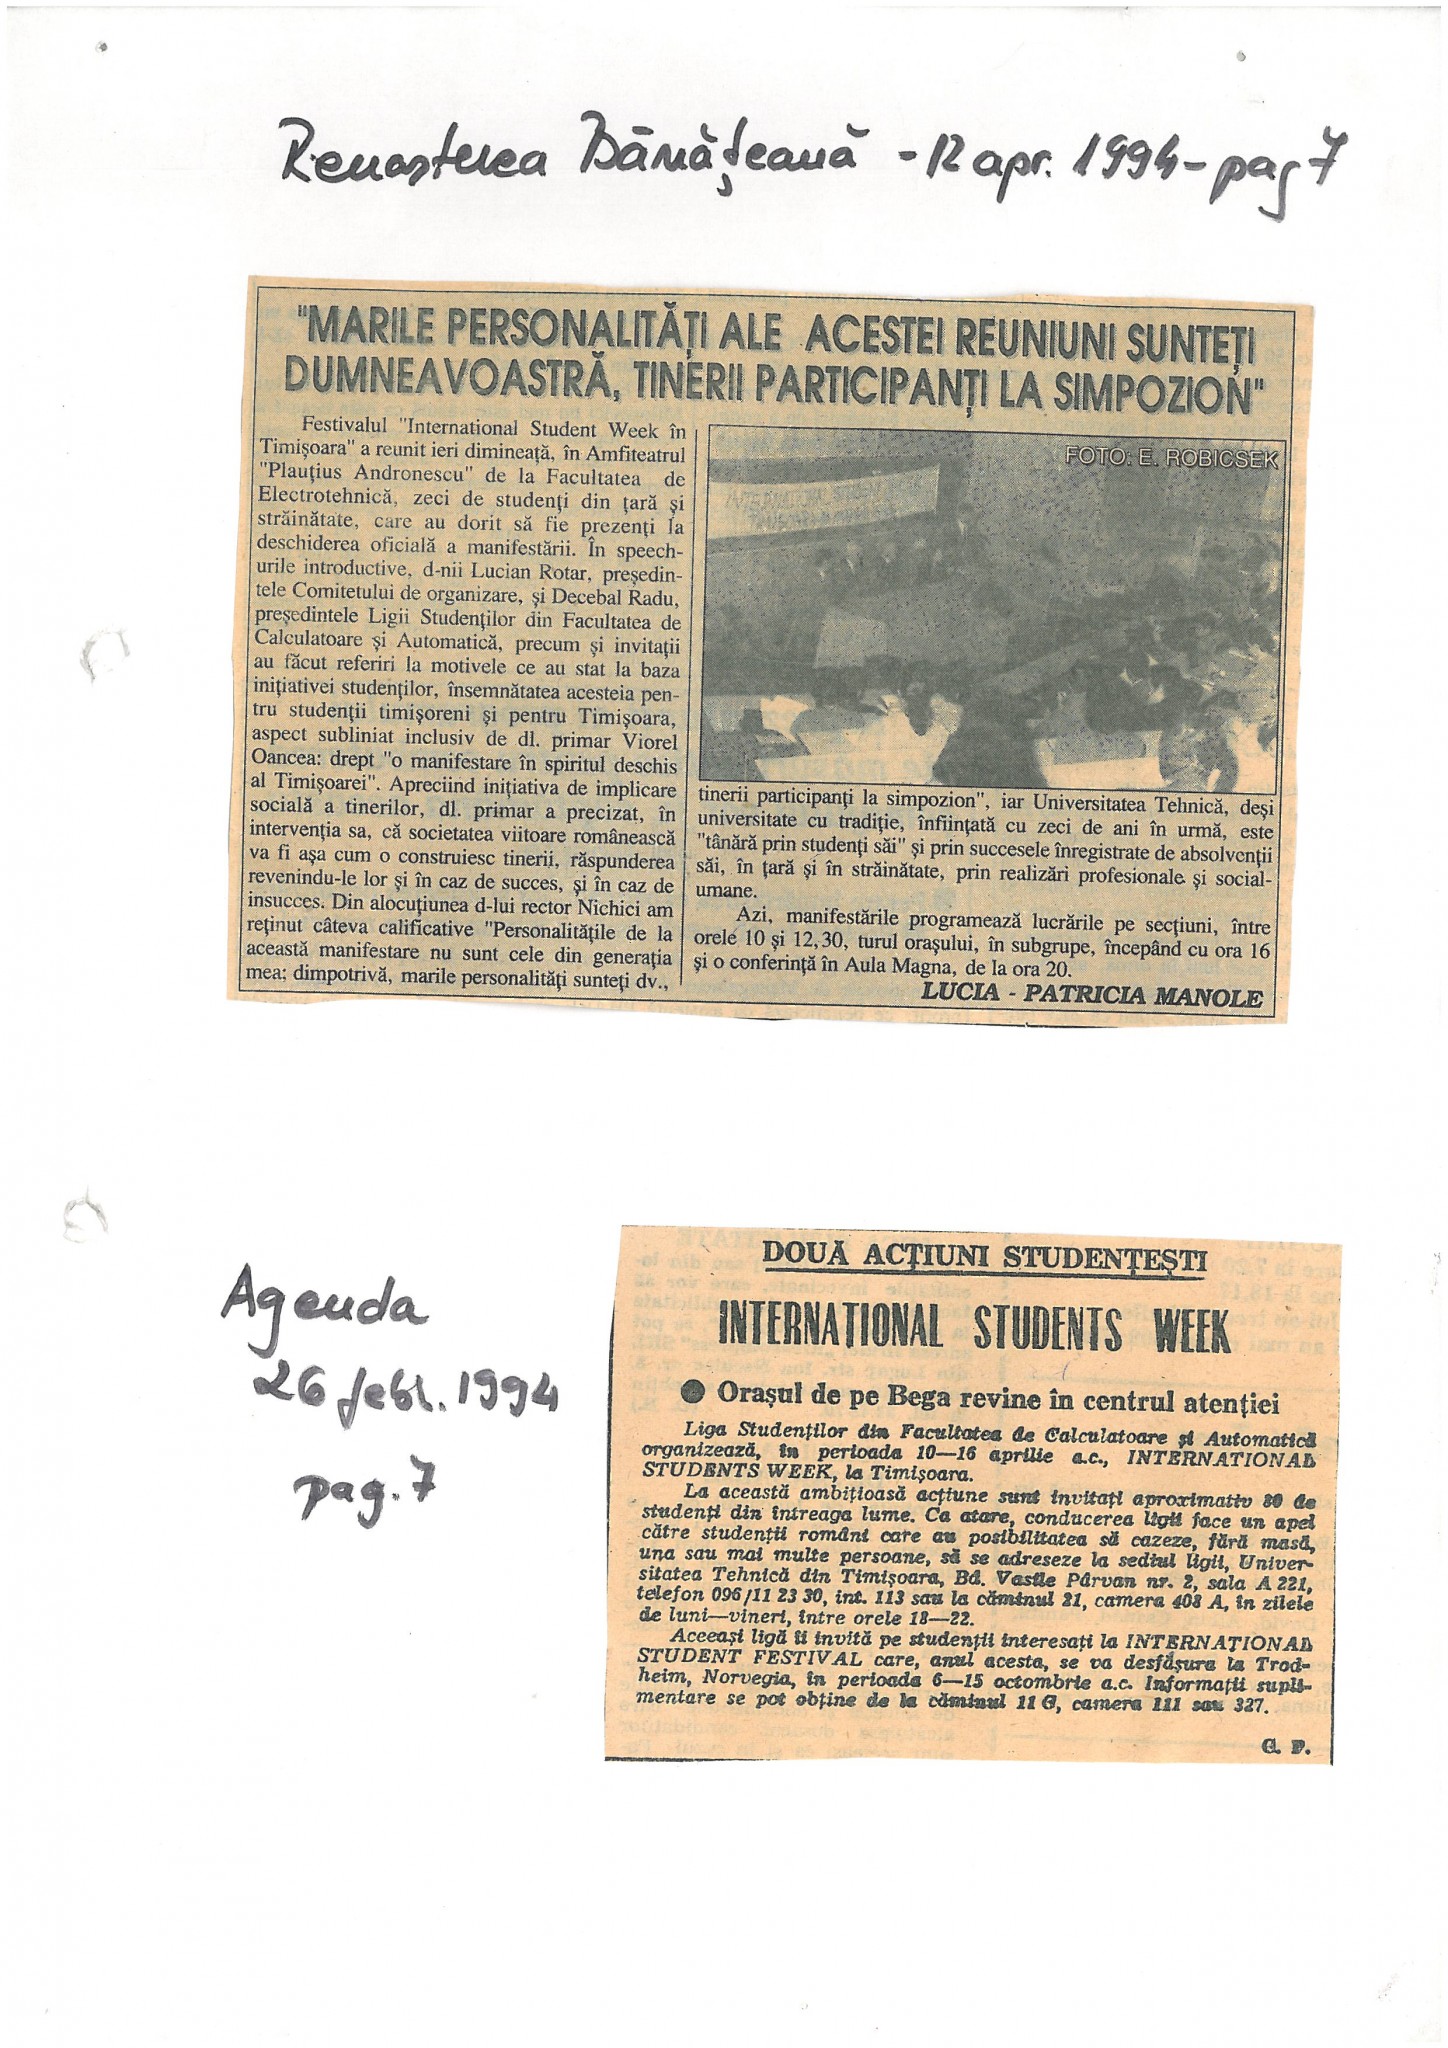 Renașterea Bănățeană - 12 apr. 1994 - pag 7
"MARILE PERSONALITĂȚI ALE ACESTEI REUNIUNI SUNTEȚI
DUMNEAVOASTRĂ, TINERII PARTICIPANȚI LA SIMPOZION"
Festivalul "International Student Week în
Timișoara" a reunit ieri dimineață, în Amfiteatrul
"Plauțius Andronescu" de la Facultatea de
Electrotehnică, zeci de studenți din țară și
străinătate, care au dorit să fie prezenți la
deschiderea oficială a manifestării. În speech-
urile introductive, d-nii Lucian Rotar, președin-
tele Comitetului de organizare, și Decebal Radu,
președintele Ligii Studenților din Facultatea de
Calculatoare și Automatică, precum și invitații
au făcut referiri la motivele ce au stat la baza
inițiativei studenților, însemnătatea acesteia pen-
tru studenții timișoreni și pentru Timișoara,
aspect subliniat inclusiv de dl. primar Viorel
Oancea: drept "o manifestare în spiritul deschis
al Timișoarei". Apreciind inițiativa de implicare
socială a tinerilor, dl. primar a precizat, în
intervenția sa, că societatea viitoare românească
va fi așa cum o construiesc tinerii, răspunderea
revenindu-le lor și în caz de succes, și în caz de
insucces. Din alocuțiunea d-lui rector Nichici am
reținut câteva calificative "Personalitățile de la
această manifestare nu sunt cele din generația
mea; dimpotrivă, marile personalități sunteți dv.,
FOTO: E. ROBICSEK
INTERNATIONAL STUDENT WEEK
tinerii participanți la simpozion", iar Universitatea Tehnică, deși
universitate cu tradiție, înființată cu zeci de ani în urmă, este
"tânără prin studenți săi" și prin succesele înregistrate de absolvenții
săi, în țară și în străinătate, prin realizări profesionale și social-
umane.
Azi, manifestările programează lucrările pe secțiuni, între
orele 10 și 12,30, turul orașului, în subgrupe, începând cu ora 16
și o conferință în Aula Magna, de la ora 20.
LUCIA - PATRICIA MANOLE
Agenda
26 febr. 1994
pag. 7
DOUĂ ACȚIUNI STUDENȚEȘTI
INTERNAȚIONAL STUDENTS WEEK
● Orașul de pe Bega revine în centrul atenției
Liga Studenților din Facultatea de Calculatoare și Automatică
organizează, în perioada 10—16 aprilie a.c., INTERNAȚIONAL
STUDENTS WEEK, la Timișoara.
La această ambițioasă acțiune sunt invitați aproximativ 80 de
studenți din întreaga lume. Ca atare, conducerea ligii face un apel
către studenții români care au posibilitatea să cazeze, fără masă,
una sau mai multe persoane, să se adreseze la sediul ligii, Univer-
sitatea Tehnică din Timișoara, Bd. Vasile Pârvan nr. 2, sala A 221,
telefon 096/11 23 30, int. 113 sau la căminul 21, camera 408 A, în zilele
de luni—vineri, între orele 18—22.
Aceeași ligă îi invită pe studenții interesați la INTERNAȚIONAL
STUDENT FESTIVAL care, anul acesta, se va desfășura la Trod-
heim, Norvegia, în perioada 6—15 octombrie a.c. Informații supli-
mentare se pot obține de la căminul 11 G, camera 111 sau 327.
C. P.